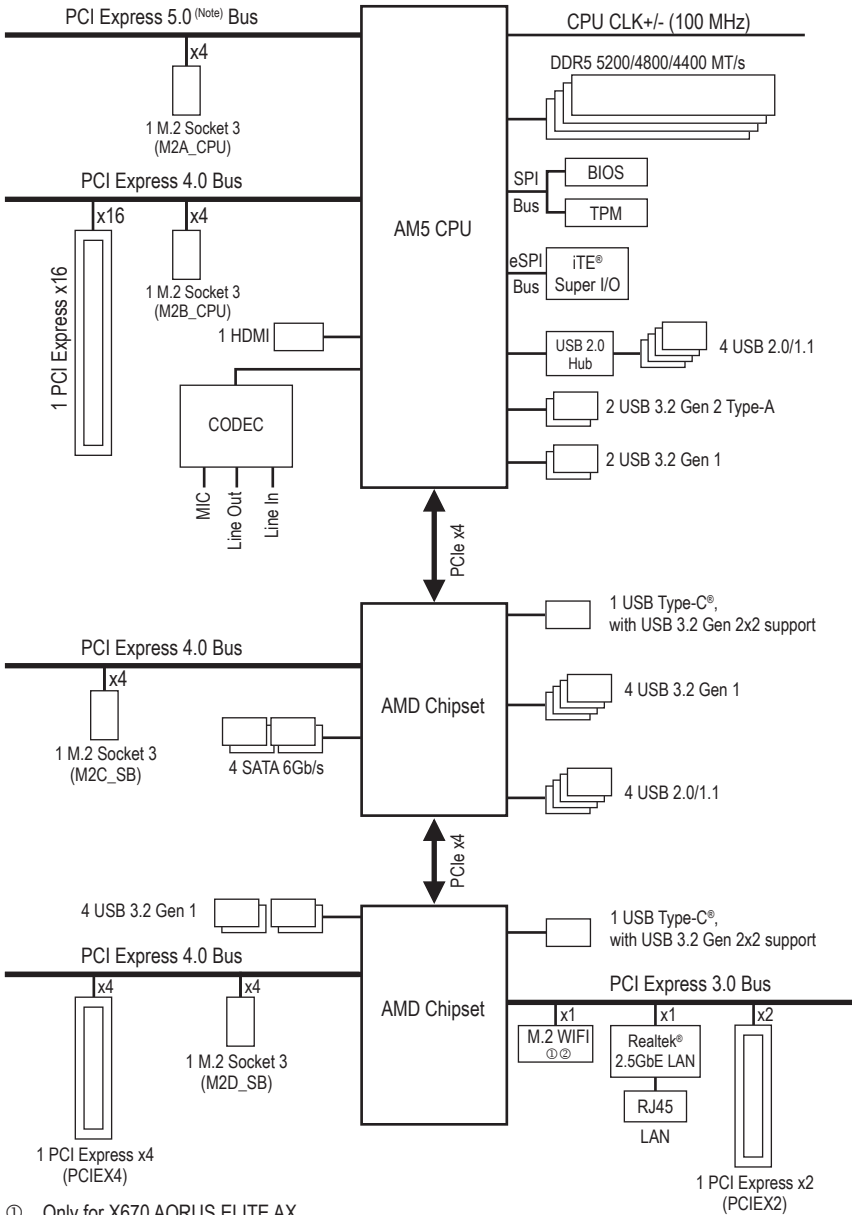 PCI Express 5.0 (Note) Bus
CPU CLK+/- (100 MHz)
x4
1 M.2 Socket 3
(M2A_CPU)
DDR5 5200/4800/4400 MT/s
PCI Express 4.0 Bus
x16
x4
1 PCI Express x16
1 M.2 Socket 3
(M2B_CPU)
AM5 CPU
SPI
Bus
BIOS
TPM
eSPI
Bus
iTE®
Super I/O
1 HDMI
USB 2.0
Hub
4 USB 2.0/1.1
CODEC
2 USB 3.2 Gen 2 Type-A
2 USB 3.2 Gen 1
MIC
Line Out
Line In
PCIe x4
1 USB Type-C®,
with USB 3.2 Gen 2x2 support
PCI Express 4.0 Bus
x4
1 M.2 Socket 3
(M2C_SB)
4 SATA 6Gb/s
AMD Chipset
4 USB 3.2 Gen 1
4 USB 2.0/1.1
PCIe x4
4 USB 3.2 Gen 1
1 USB Type-C®,
with USB 3.2 Gen 2x2 support
PCI Express 4.0 Bus
x4
x4
1 PCI Express x4
(PCIEX4)
1 M.2 Socket 3
(M2D_SB)
AMD Chipset
PCI Express 3.0 Bus
x1
x1
x2
M.2 WIFI
① ②
Realtek®
2.5GbE LAN
RJ45
LAN
1 PCI Express x2
(PCIEX2)
① Only for X670 AORUS ELITE AX